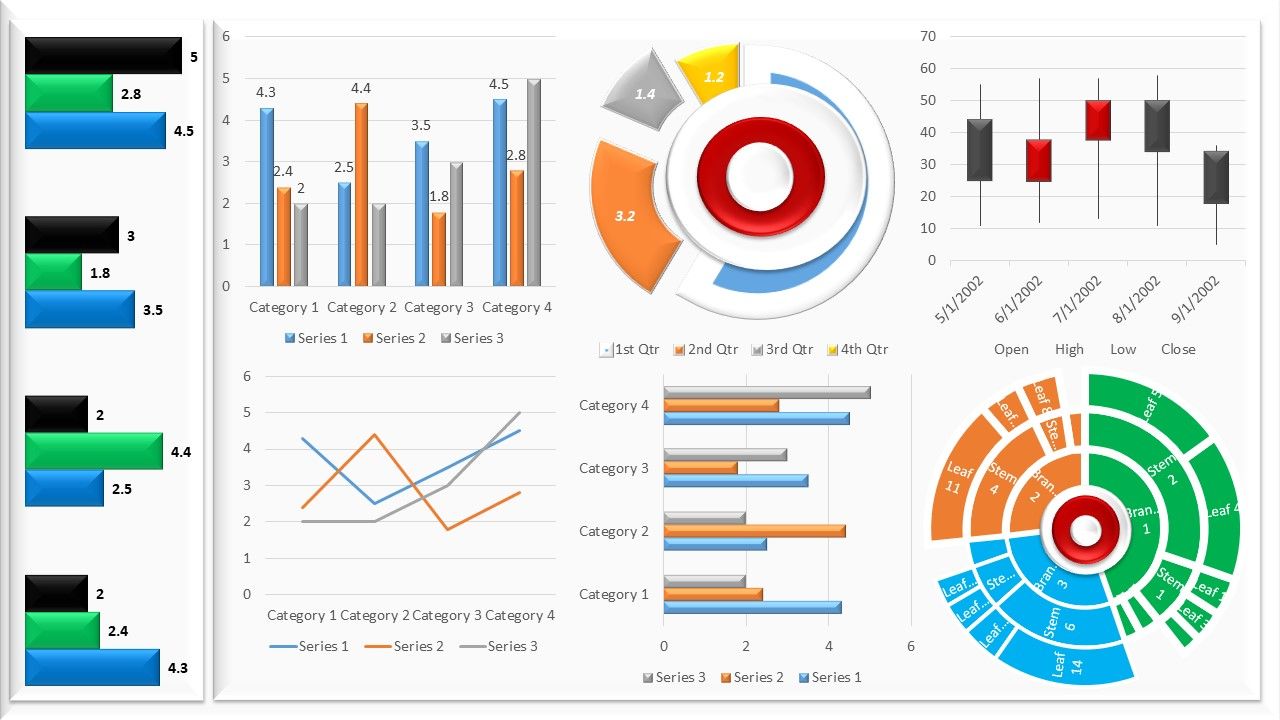 5
2.8
4.5
3
1.8
3.5
2
4.4
2.5
2
2.4
4.3
6
5
4
3
2
1
0
4.3
2.4
2
2.5
4.4
3.5
1.8
4.5
2.8
Category 1 Category 2 Category 3 Category 4
Series 1 Series 2 Series 3
1.2
1.4
3.2
1st Qtr 2nd Qtr 3rd Qtr 4th Qtr
70
60
50
40
30
20
10
0
5/1/2002 6/1/2002 7/1/2002 8/1/2002 9/1/2002
Open High Low Close
6
5
4
3
2
1
0
Category 1 Category 2 Category 3 Category 4
Series 1 Series 2 Series 3
Category 4
Category 3
Category 2
Category 1
0 2 4 6
Series 3 Series 2 Series 1
Bran... 1
Stem 2
Leaf 5
Leaf 4
Stem 1
Bran... 3
Stem 6
Leaf 14
Ste...
Leaf...
Leaf...
Leaf...
Bran... 2
Stem 4
Leaf 11
Leaf...
Ste...